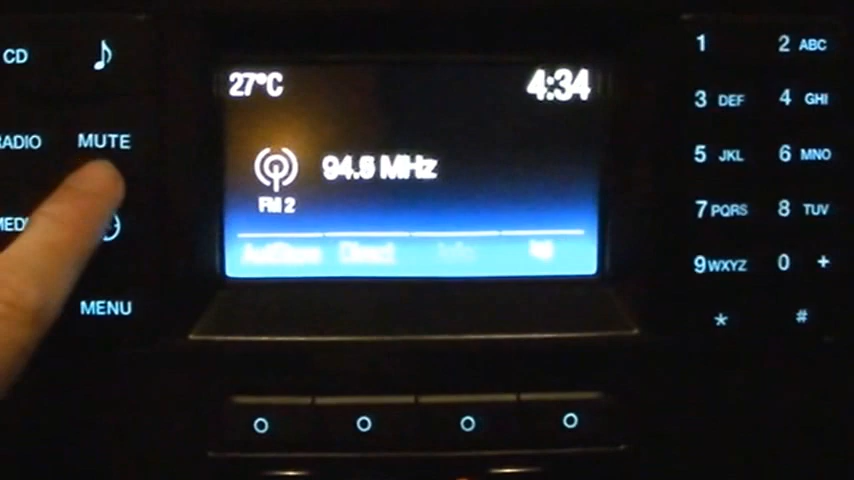 CD
RADIO
MUTE
MENU
27°C
4:34
94.5 MHz
FM 2
Direct
1
2 ABC
3 DEF
4 GHI
5 JKL
6 MNO
7 PQRS
8 TUV
9 WXYZ
0 +
*
#